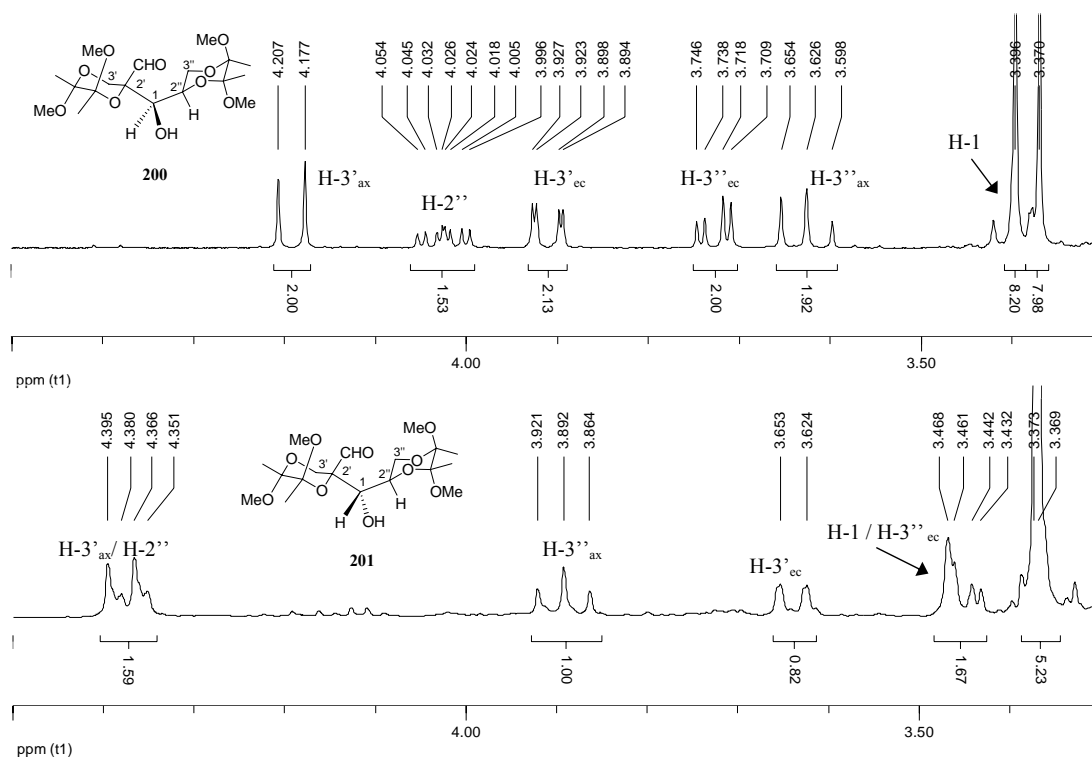 4.207
4.177
4.054
4.045
4.032
4.026
4.024
4.018
4.005
3.996
3.927
3.923
3.898
3.894
3.746
3.738
3.718
3.709
3.654
3.626
3.598
3.396
3.370
MeO
OMe
CHO
3'
2'
1
H
OH
3''
2''
H
MeO
OMe
O
O
O
O
MeO
200
H-3'ax
H-2''
H-3'ec
H-3''ec
H-3''ax
H-1
2.00
1.53
2.13
2.00
1.92
8.20
7.98
4.00
3.50
ppm (t1)
4.395
4.380
4.366
4.351
3.921
3.892
3.984
3.653
3.624
3.468
3.461
3.442
3.432
3.373
3.369
MeO
OMe
CHO
3'
2'
1
H
OH
3''
2''
H
MeO
OMe
O
O
O
O
MeO
201
H-3'ax/ H-2''
H-3''ax
H-3'ec
H-1 / H-3''ec
1.59
1.00
0.82
1.67
5.23
4.00
3.50
ppm (t1)